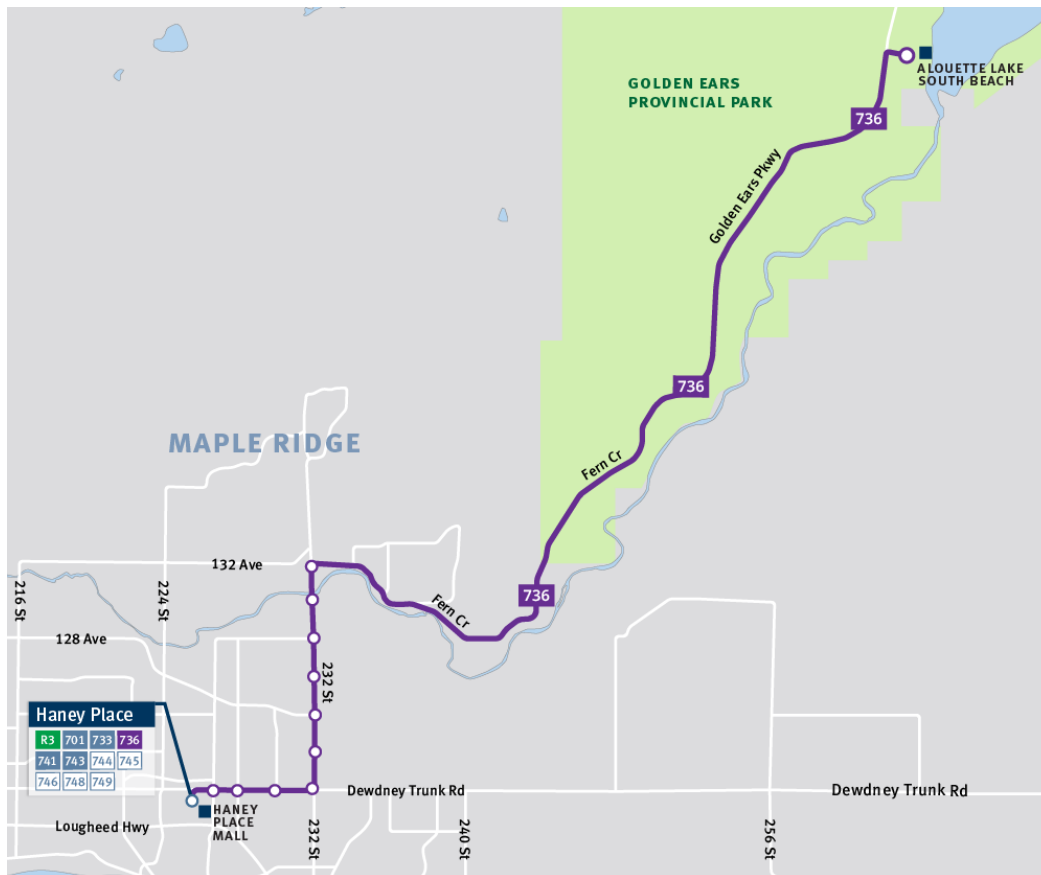 GOLDEN EARS
PROVINCIAL PARK
ALOUETTE LAKE
SOUTH BEACH
736
Golden Ears Pkwy
736
MAPLE RIDGE
Fern Cr
132 Ave
736
216 St
224 St
Fern Cr
128 Ave
232 St
Haney Place
R3 701 733 736
741 743 744 745
746 748 749
Dewdney Trunk Rd
Dewdney Trunk Rd
HANEY
PLACE
MALL
Lougheed Hwy
232 St
240 St
256 St